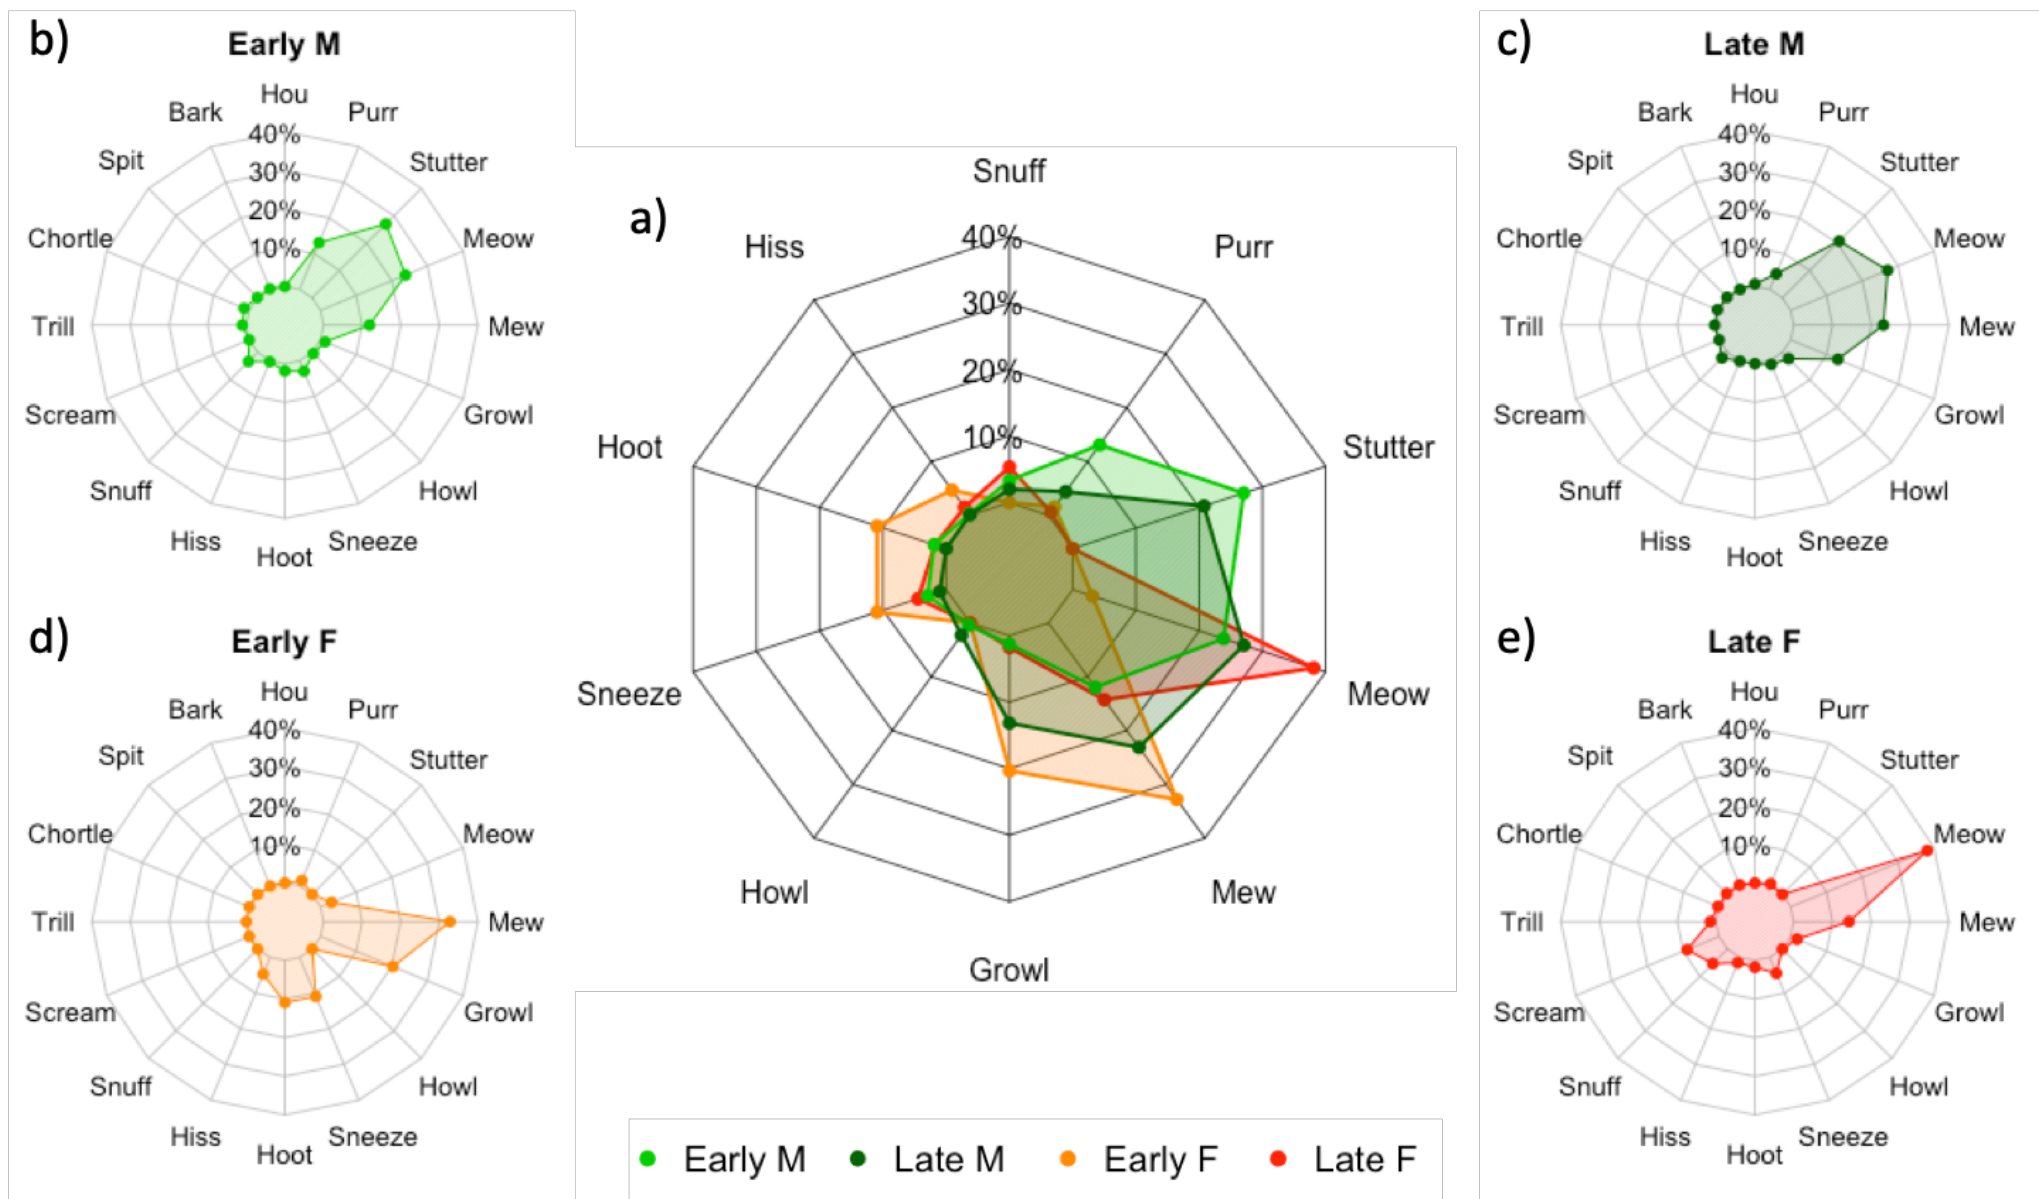 b)
Early M
Hou
Bark
Purr
Spit
Stutter
Chortle
Meow
Trill
Mew
Scream
Growl
Snuff
Howl
Hiss
Sneeze
Hoot
40%
30%
20%
10%
a)
Snuff
Hiss
Purr
Hoot
Stutter
Sneeze
Meow
Howl
Mew
Growl
40%
30%
20%
10%
c)
Late M
Hou
Bark
Purr
Spit
Stutter
Chortle
Meow
Trill
Mew
Scream
Growl
Snuff
Howl
Hiss
Sneeze
Hoot
40%
30%
20%
10%
d)
Early F
Hou
Bark
Purr
Spit
Stutter
Chortle
Meow
Trill
Mew
Scream
Growl
Snuff
Howl
Hiss
Sneeze
Hoot
40%
30%
20%
10%
e)
Late F
Hou
Bark
Purr
Spit
Stutter
Chortle
Meow
Trill
Mew
Scream
Growl
Snuff
Howl
Hiss
Sneeze
Hoot
40%
30%
20%
10%
Early M Late M Early F Late F